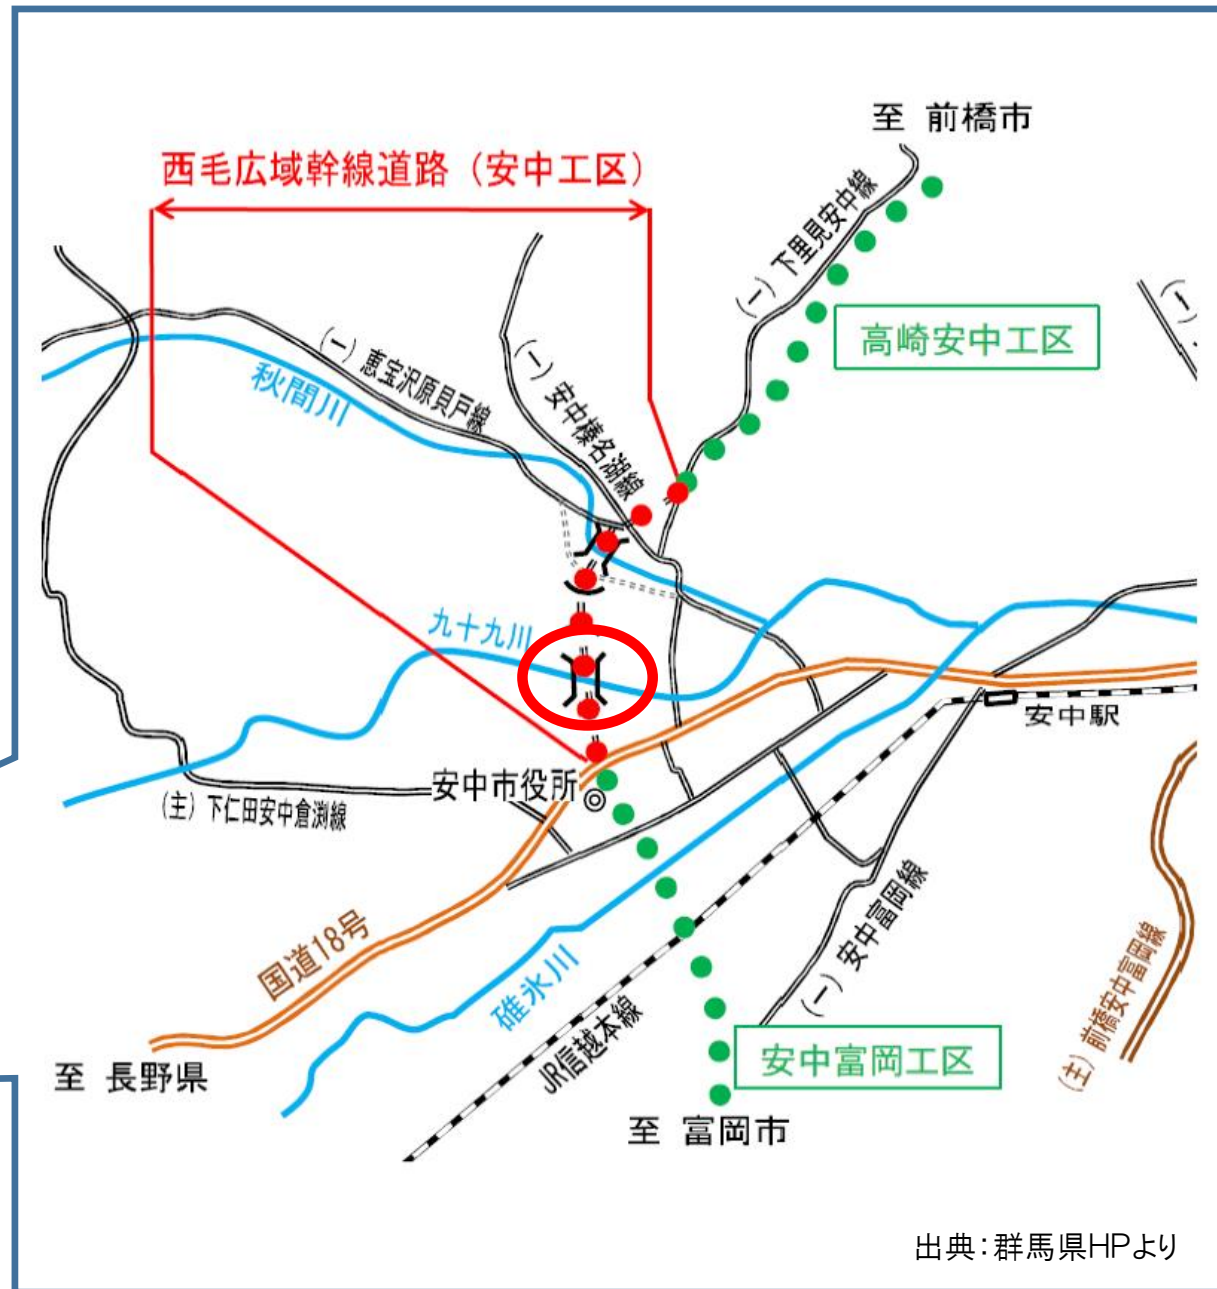 至 前橋市
西毛広域幹線道路（安中工区）
(一) 下里見安中線
高崎安中工区
(一) 恵宝沢原貝戸線
(一) 安中榛名湖線
秋間川
九十九川
安中駅
安中市役所
(主) 下仁田安中倉渕線
(一) 安中富岡線
国道18号
碓氷川
(主) 前橋安中富岡線
JR信越本線
安中富岡工区
至 長野県
至 富岡市
出典：群馬県HPより